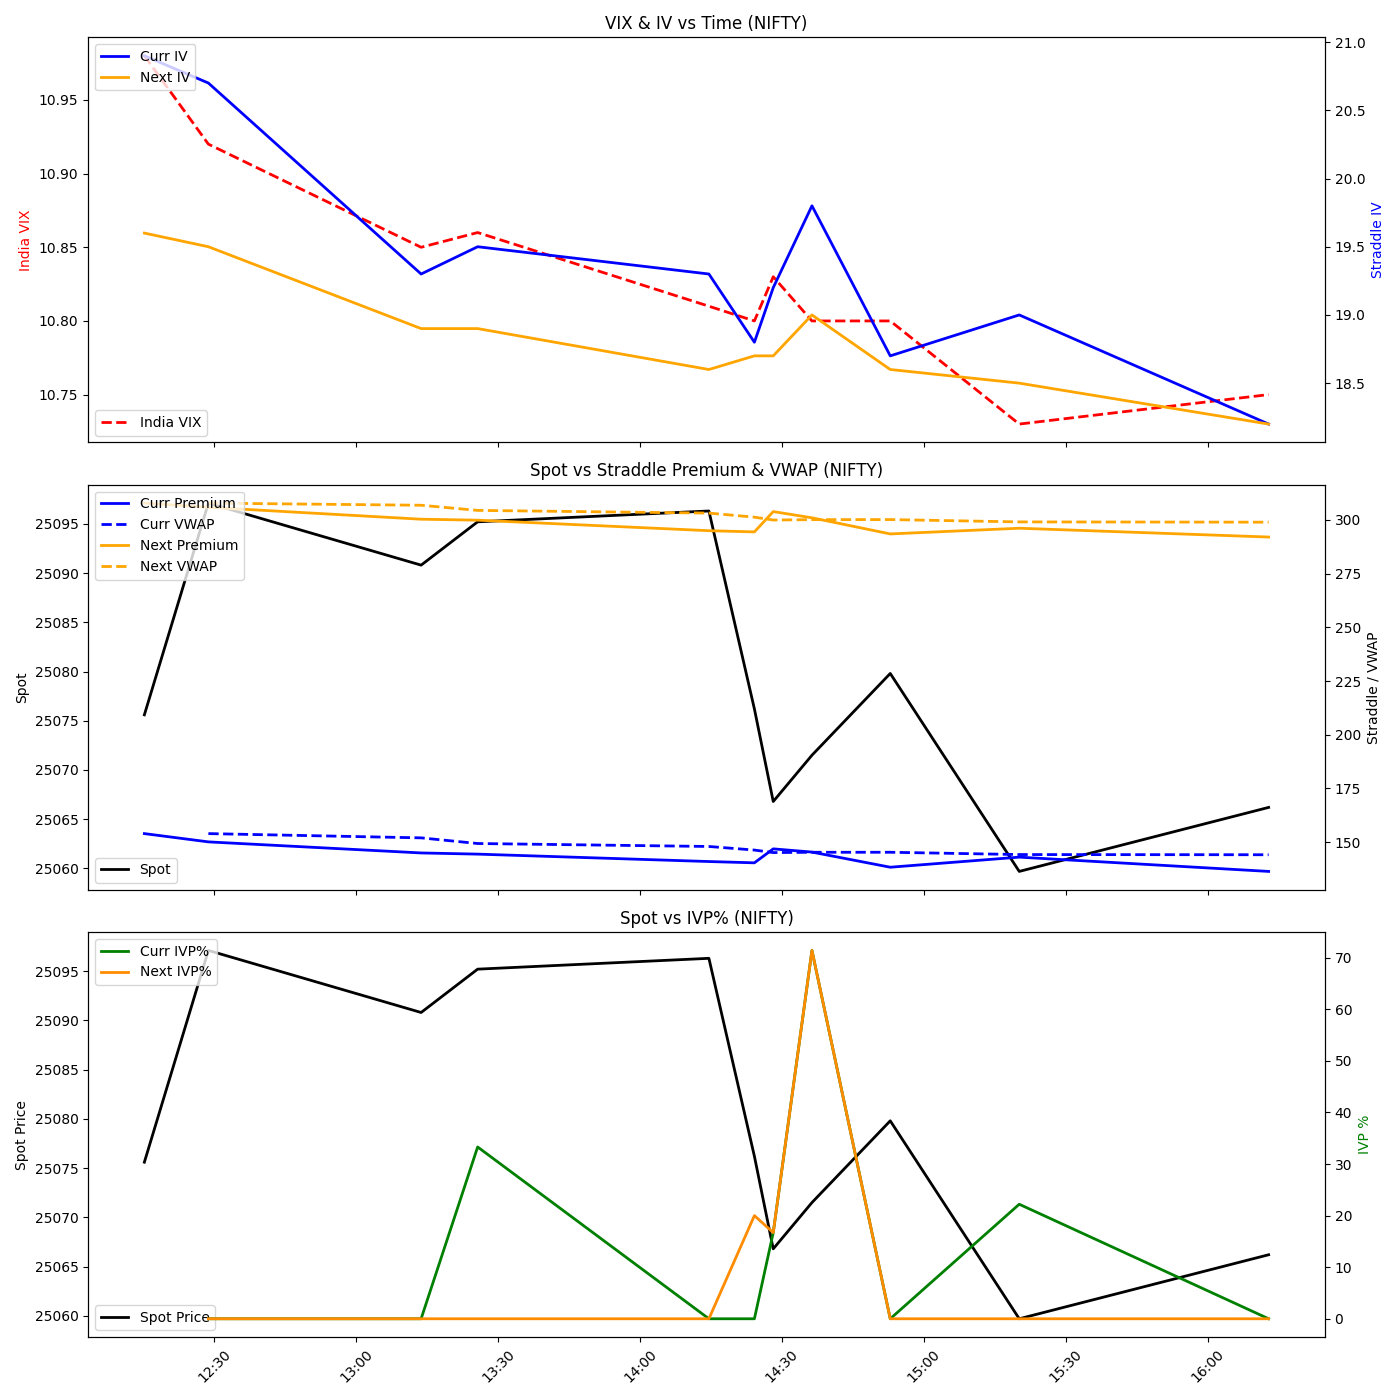 VIX & IV vs Time (NIFTY)
Curr IV
Next IV
India VIX
10.95
10.90
10.85
10.80
10.75
India VIX
21.0
20.5
20.0
19.5
19.0
18.5
Straddle IV
Spot vs Straddle Premium & VWAP (NIFTY)
Curr Premium
Curr VWAP
Next Premium
Next VWAP
Spot
25095
25090
25085
25080
25075
25070
25065
25060
Spot
300
275
250
225
200
175
150
Straddle / VWAP
Spot vs IVP% (NIFTY)
Curr IVP%
Next IVP%
Spot Price
25095
25090
25085
25080
25075
25070
25065
25060
Spot Price
70
60
50
40
30
20
10
0
IVP %
12:30
13:00
13:30
14:00
14:30
15:00
15:30
16:00